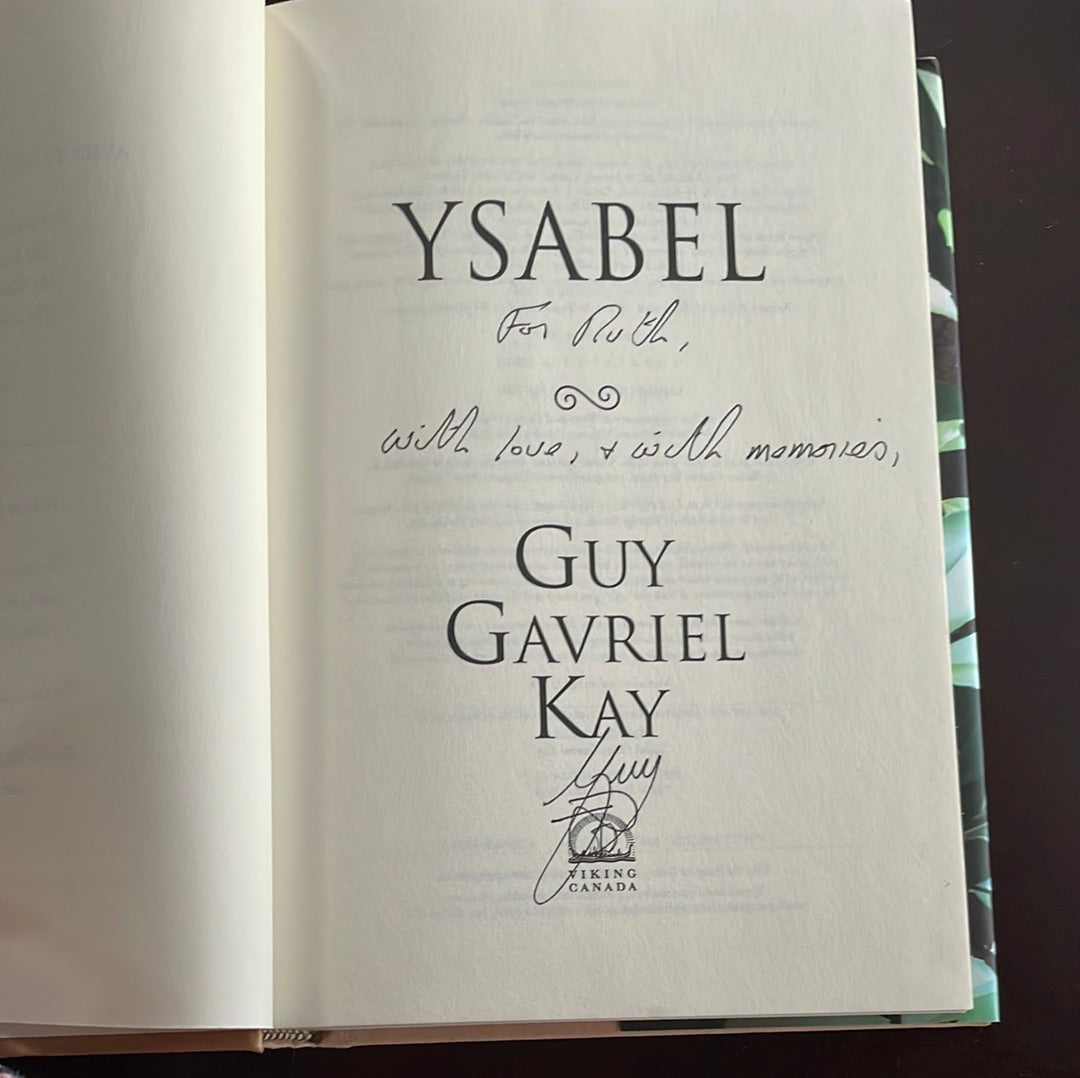 YSABEL
For Ruth,
with love, + with memories,
GUY
GAVRIEL
KAY
Guy
VIKING
CANADA